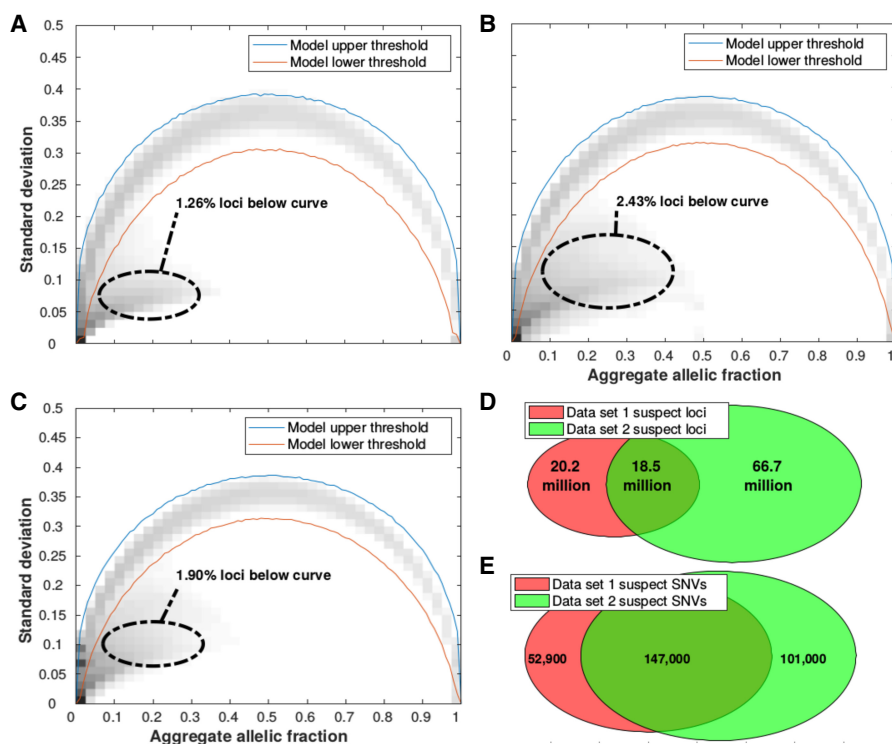 A
0.5
0.45
0.4
0.35
0.3
0.25
0.2
0.15
0.1
0.05
0
Standard deviation
Model upper threshold
Model lower threshold
1.26% loci below curve
B
Model upper threshold
Model lower threshold
2.43% loci below curve
0 0.1 0.2 0.3 0.4 0.5 0.6 0.7 0.8 0.9 1
Aggregate allelic fraction
C
0.5
0.45
0.4
0.35
0.3
0.25
0.2
0.15
0.1
0.05
0
Standard deviation
Model upper threshold
Model lower threshold
1.90% loci below curve
0 0.1 0.2 0.3 0.4 0.5 0.6 0.7 0.8 0.9 1
Aggregate allelic fraction
D
Data set 1 suspect loci
Data set 2 suspect loci
20.2 million
18.5 million
66.7 million
E
Data set 1 suspect SNVs
Data set 2 suspect SNVs
52,900
147,000
101,000